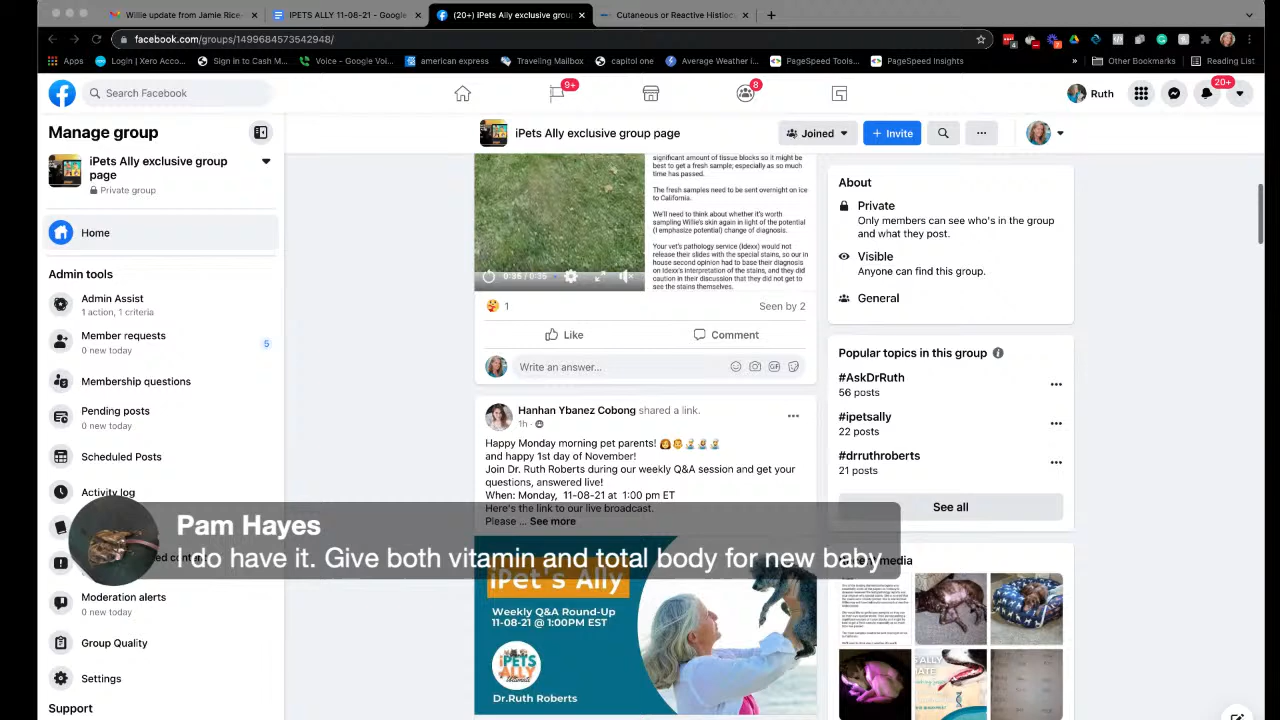 Willie update from Jamie Rice-
IPETS ALLY 11-08-21 - Google
(20+) iPets Ally exclusive grou
Cutaneous or Reactive Histioc
facebook.com/groups/1499684573542948/
Apps
Login | Xero Acco...
Sign in to Cash M...
Voice - Google Voi...
american express
Traveling Mailbox
capitol one
Average Weather i...
PageSpeed Tools...
PageSpeed Insights
Other Bookmarks
Reading List
Search Facebook
9+
8
Ruth
20+
Manage group
iPets Ally exclusive group page
Joined
+ Invite
iPets Ally exclusive group
page
Private group
Home
Admin tools
Admin Assist
1 action, 1 criteria
Member requests
0 new today
5
Membership questions
Pending posts
0 new today
Scheduled Posts
Activity log
Moderation alerts
0 new today
Group Quality
Settings
Support
significant amount of tissue blocks so it might be
best to get a fresh sample; especially as so much
time has passed.
The fresh samples need to be sent overnight on ice
to California.
We'll need to think about whether it's worth
sampling Willie's skin again in light of the potential
(I emphasize potential) change of diagnosis.
Your vet's pathology service (Idexx) would not
release their slides with the special stains, so our in
house second opinion had to base their diagnosis
on Idexx's interpretation of the stains, and they did
caution in their discussion that they did not get to
see the stains themselves.
0:35 / 0:35
1
Seen by 2
Like
Comment
Write an answer...
GIF
Hanhan Ybanez Cobong shared a link.
1h
Happy Monday morning pet parents!
and happy 1st day of November!
Join Dr. Ruth Roberts during our weekly Q&A session and get your
questions, answered live!
When: Monday, 11-08-21 at 1:00 pm ET
Here's the link to our live broadcast.
Please ... See more
Pam Hayes
I do have it. Give both vitamin and total body for new baby
iPet's Ally
Weekly Q&A Round-Up
11-08-21 @ 1:00PM EST
iPETS
ALLY
Dr.Ruth Roberts
About
Private
Only members can see who's in the group
and what they post.
Visible
Anyone can find this group.
General
Popular topics in this group
#AskDrRuth
56 posts
#ipetsally
22 posts
#drruthroberts
21 posts
See all
media